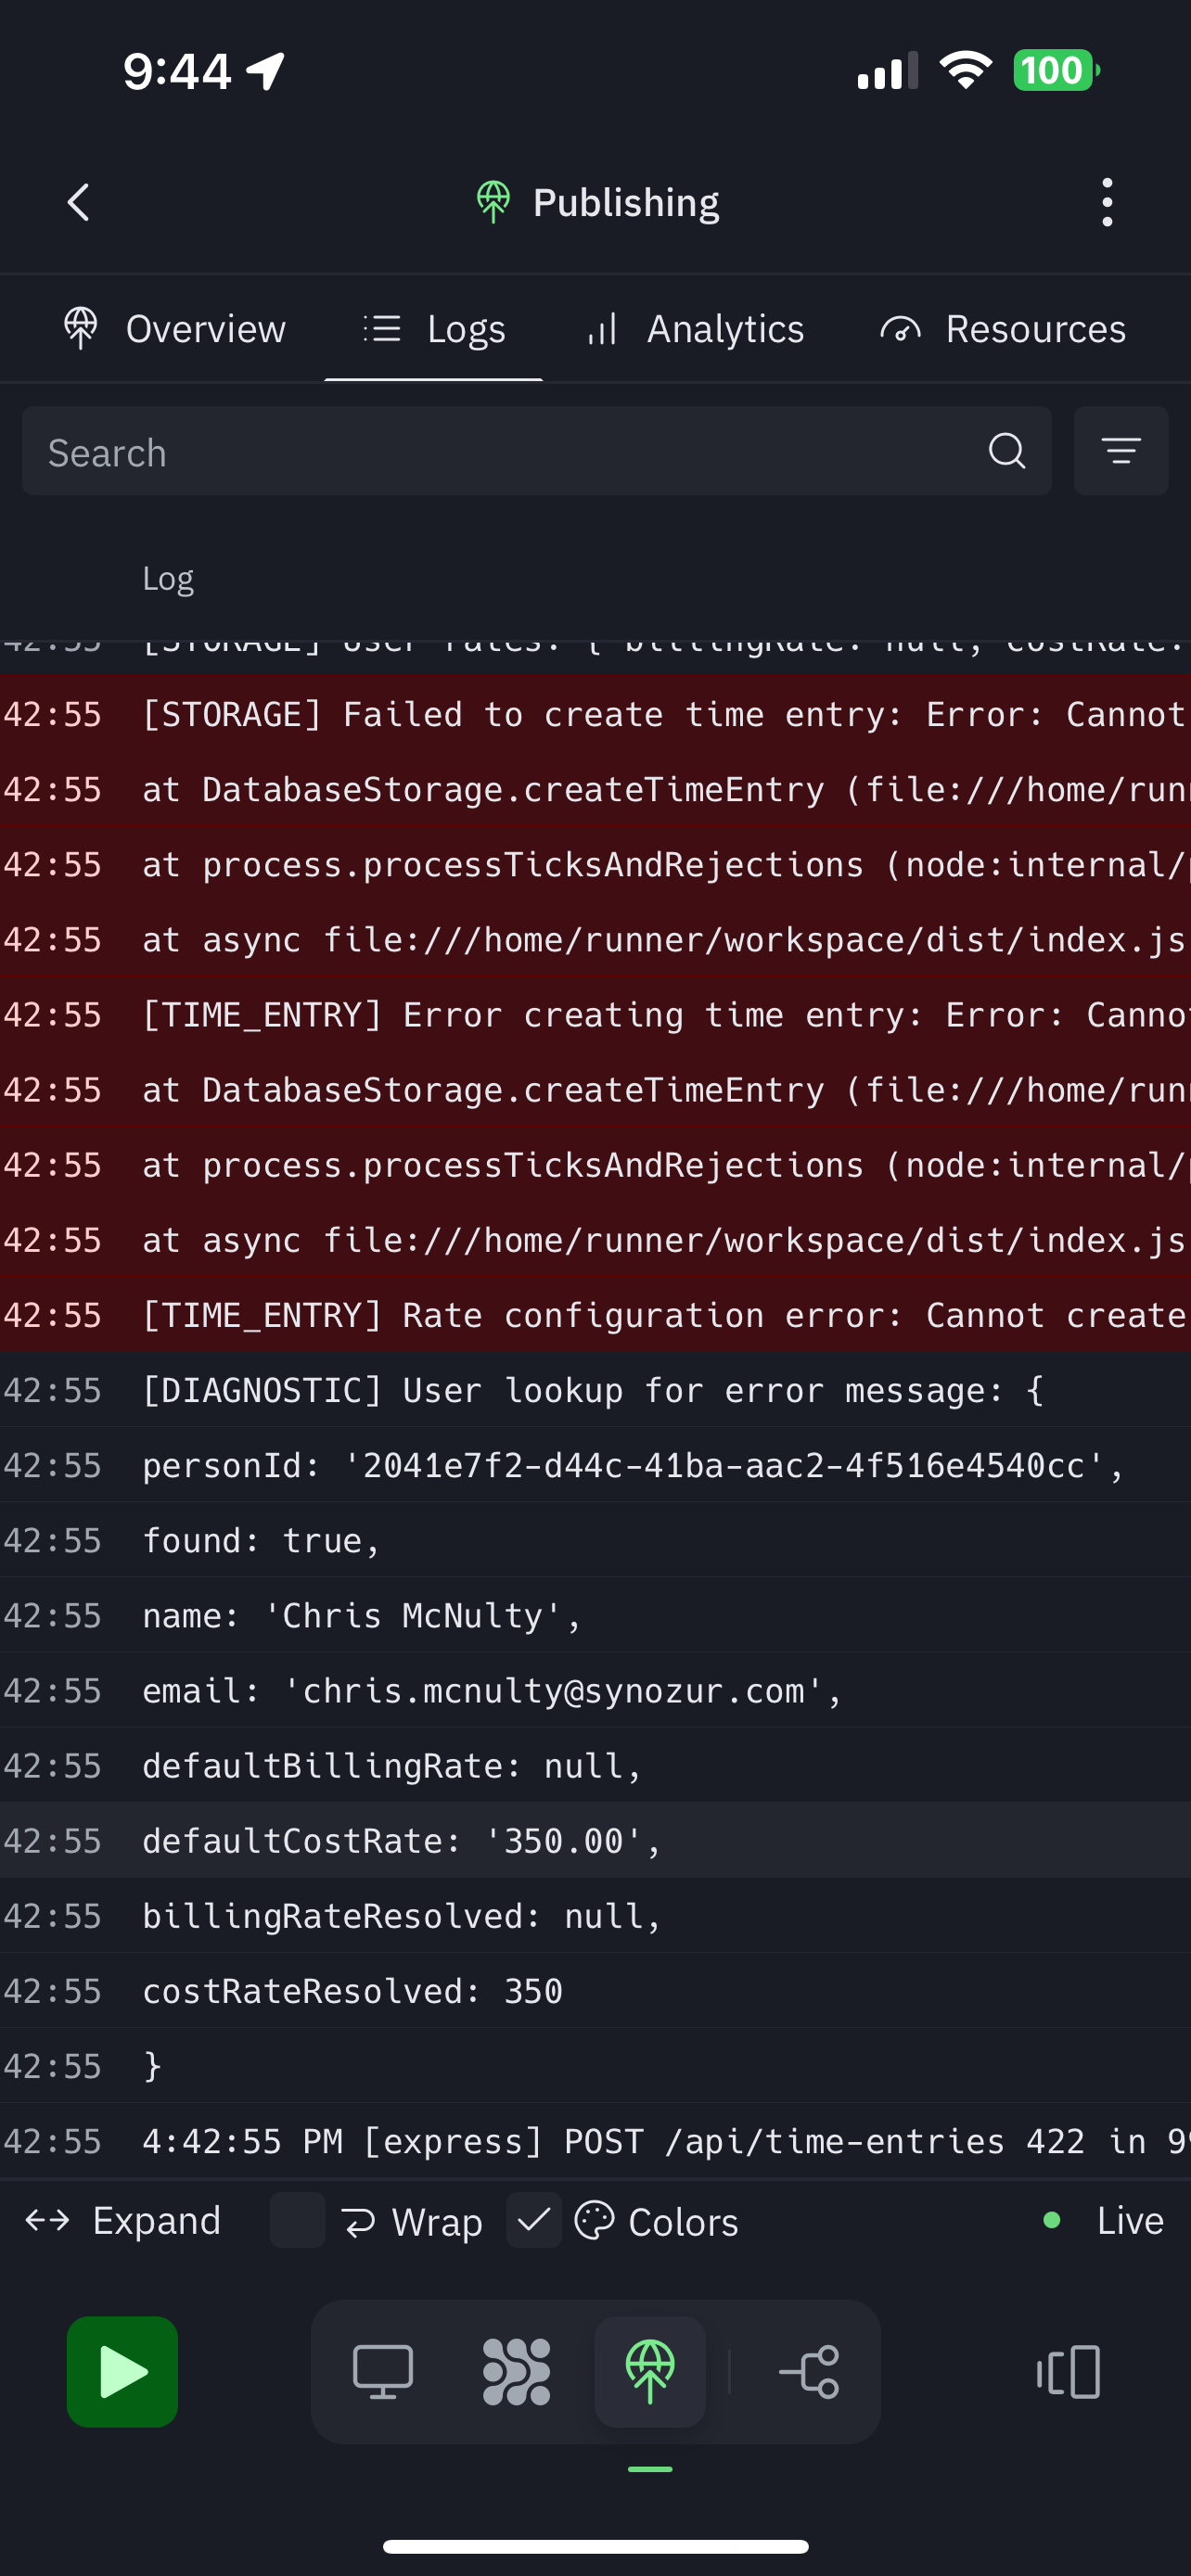 9:44
100
Publishing
Overview Logs Analytics Resources
Search
Log
42:55 [STORAGE] User rates: { billingRate: null, costRate:
42:55 [STORAGE] Failed to create time entry: Error: Cannot
42:55 at DatabaseStorage.createTimeEntry (file:///home/run
42:55 at process.processTicksAndRejections (node:internal/
42:55 at async file:///home/runner/workspace/dist/index.js
42:55 [TIME_ENTRY] Error creating time entry: Error: Canno
42:55 at DatabaseStorage.createTimeEntry (file:///home/run
42:55 at process.processTicksAndRejections (node:internal/
42:55 at async file:///home/runner/workspace/dist/index.js
42:55 [TIME_ENTRY] Rate configuration error: Cannot create
42:55 [DIAGNOSTIC] User lookup for error message: {
42:55 personId: '2041e7f2-d44c-41ba-aac2-4f516e4540cc',
42:55 found: true,
42:55 name: 'Chris McNulty',
42:55 email: 'chris.mcnulty@synozur.com',
42:55 defaultBillingRate: null,
42:55 defaultCostRate: '350.00',
42:55 billingRateResolved: null,
42:55 costRateResolved: 350
42:55 }
42:55 4:42:55 PM [express] POST /api/time-entries 422 in 9
Expand Wrap Colors Live